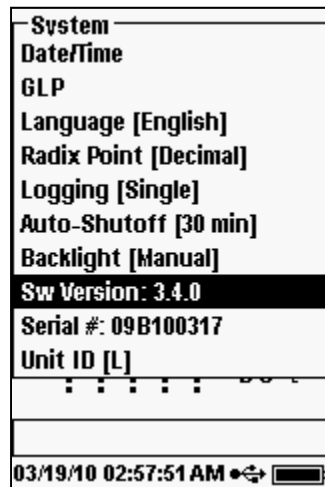 System
Date/Time
GLP
Language [English]
Radix Point [Decimal]
Logging [Single]
Auto-Shutoff [30 min]
Backlight [Manual]
Sw Version: 3.4.0
Serial #: 09B100317
Unit ID [L]
03/19/10 02:57:51 AM